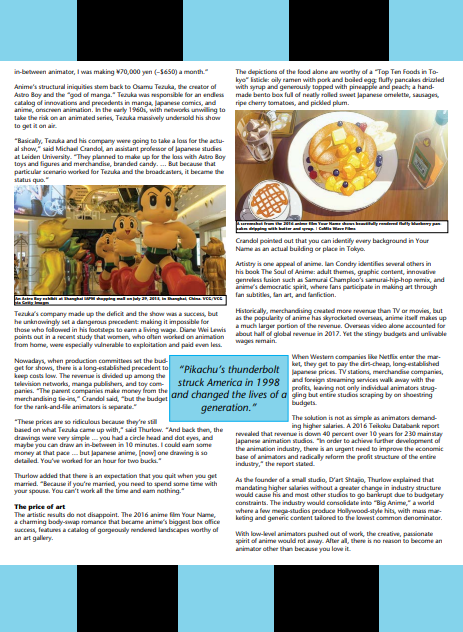 in-between animator, I was making ¥70,000 yen (~$650) a month."
Anime's structural inequities stem back to Osamu Tezuka, the creator of
Astro Boy and the "god of manga." Tezuka was responsible for an endless
catalog of innovations and precedents in manga, Japanese comics, and
anime, onscreen animation. In the early 1960s, with networks unwilling to
take the risk on an animated series, Tezuka massively undersold his show
to get it on air.
"Basically, Tezuka and his company were going to take a loss for the actu-
al show," said Michael Crandol, an assistant professor of Japanese studies
at Leiden University. "They planned to make up for the loss with Astro Boy
toys and figures and merchandise, branded candy. ... But because that
particular scenario worked for Tezuka and the broadcasters, it became the
status quo."
An Astro Boy exhibit at Shanghai IAPM shopping mall on July 29, 2015, in Shanghai, China. VCG/VCG
via Getty Images
Tezuka's company made up the deficit and the show was a success, but
he unknowingly set a dangerous precedent: making it impossible for
those who followed in his footsteps to earn a living wage. Diane Wei Lewis
points out in a recent study that women, who often worked on animation
from home, were especially vulnerable to exploitation and paid even less.
Nowadays, when production committees set the bud-
get for shows, there is a long-established precedent to
keep costs low. The revenue is divided up among the
television networks, manga publishers, and toy com-
panies. "The parent companies make money from the
merchandising tie-ins," Crandol said, "but the budget
for the rank-and-file animators is separate."
"These prices are so ridiculous because they're still
based on what Tezuka came up with," said Thurlow. "And back then, the
drawings were very simple ... you had a circle head and dot eyes, and
maybe you can draw an in-between in 10 minutes. I could earn some
money at that pace ... but Japanese anime, [now] one drawing is so
detailed. You've worked for an hour for two bucks."
Thurlow added that there is an expectation that you quit when you get
married. "Because if you're married, you need to spend some time with
your spouse. You can't work all the time and earn nothing."
The price of art
The artistic results do not disappoint. The 2016 anime film Your Name,
a charming body-swap romance that became anime's biggest box office
success, features a catalog of gorgeously rendered landscapes worthy of
an art gallery.
"Pikachu's thunderbolt
struck America in 1998
and changed the lives of a
generation."
The depictions of the food alone are worthy of a "Top Ten Foods in To-
kyo" listicle: oily ramen with pork and boiled egg; fluffy pancakes drizzled
with syrup and generously topped with pineapple and peach; a hand-
made bento box full of neatly rolled sweet Japanese omelette, sausages,
ripe cherry tomatoes, and pickled plum.
A screenshot from the 2016 anime film Your Name shows beautifully rendered fluffy blueberry pan-
cakes dripping with butter and syrup. | CoMix Wave Films
Crandol pointed out that you can identify every background in Your
Name as an actual building or place in Tokyo.
Artistry is one appeal of anime. Ian Condry identifies several others in
his book The Soul of Anime: adult themes, graphic content, innovative
genreless fusion such as Samurai Champloo's samurai-hip-hop remix, and
anime's democratic spirit, where fans participate in making art through
fan subtitles, fan art, and fanfiction.
Historically, merchandising created more revenue than TV or movies, but
as the popularity of anime has skyrocketed overseas, anime itself makes up
a much larger portion of the revenue. Overseas video alone accounted for
about half of global revenue in 2017. Yet the stingy budgets and unlivable
wages remain.
When Western companies like Netflix enter the mar-
ket, they get to pay the dirt-cheap, long-established
Japanese prices. TV stations, merchandise companies,
and foreign streaming services walk away with the
profits, leaving not only individual animators strug-
gling but entire studios scraping by on shoestring
budgets.
The solution is not as simple as animators demand-
ing higher salaries. A 2016 Teikoku Databank report
revealed that revenue is down 40 percent over 10 years for 230 mainstay
Japanese animation studios. "In order to achieve further development of
the animation industry, there is an urgent need to improve the economic
base of animators and radically reform the profit structure of the entire
industry," the report stated.
As the founder of a small studio, D'art Shtajio, Thurlow explained that
mandating higher salaries without a greater change in industry structure
would cause his and most other studios to go bankrupt due to budgetary
constraints. The industry would consolidate into "Big Anime," a world
where a few mega-studios produce Hollywood-style hits, with mass mar-
keting and generic content tailored to the lowest common denominator.
With low-level animators pushed out of work, the creative, passionate
spirit of anime would rot away. After all, there is no reason to become an
animator other than because you love it.